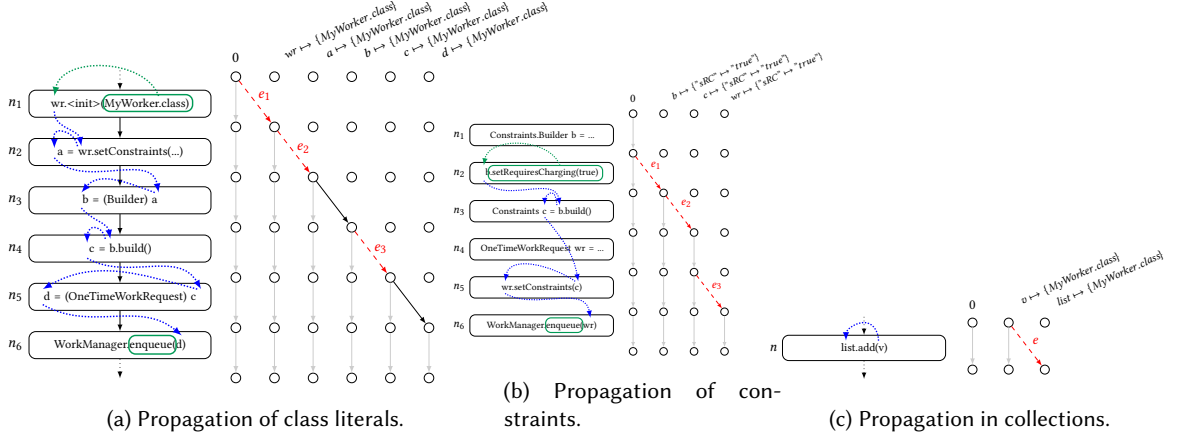 wr ↦ {MyWorker.class}
a ↦ {MyWorker.class}
b ↦ {MyWorker.class}
c ↦ {MyWorker.class}
d ↦ {MyWorker.class}
0
n1 wr.<init>(MyWorker.class)
n2 a = wr.setConstraints(...)
n3 b = (Builder) a
n4 c = b.build()
n5 d = (OneTimeWorkRequest) c
n6 WorkManager.enqueue(d)
e1
e2
e3
(a) Propagation of class literals.
b ↦ {"sRC" ↦ "true"}
c ↦ {"sRC" ↦ "true"}
wr ↦ {"sRC" ↦ "true"}
0
n1 Constraints.Builder b = ...
n2 b.setRequiresCharging(true)
n3 Constraints c = b.build()
n4 OneTimeWorkRequest wr = ...
n5 wr.setConstraints(c)
n6 WorkManager.enqueue(wr)
e1
e2
e3
(b) Propagation of con-
straints.
v ↦ {MyWorker.class}
list ↦ {MyWorker.class}
0
n list.add(v)
e
(c) Propagation in collections.